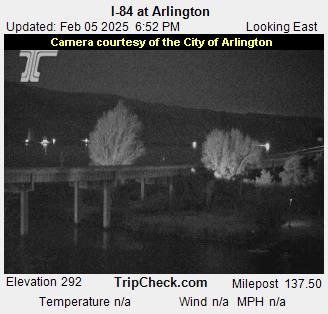 I-84 at Arlington
Updated: Feb 05 2025 6:52 PM Looking East
Camera courtesy of the City of Arlington
Elevation 292 TripCheck.com Milepost 137.50
Temperature n/a Wind n/a MPH n/a